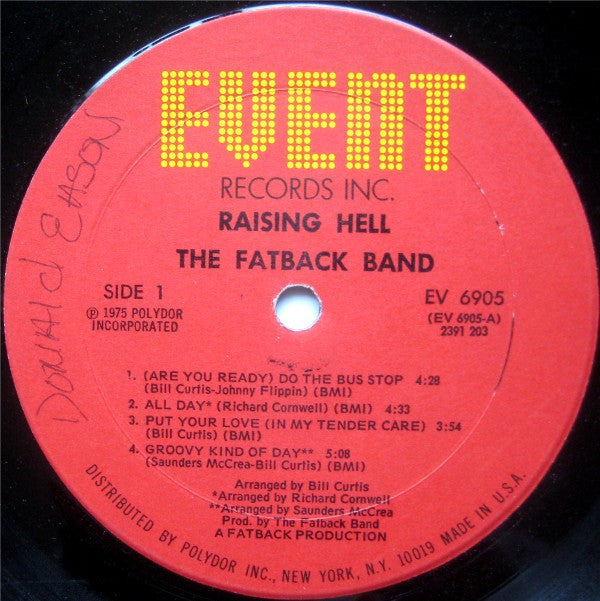 EVENT
RECORDS INC.
RAISING HELL
THE FATBACK BAND
DONALD EASON
SIDE 1
℗ 1975 POLYDOR
INCORPORATED
EV 6905
(EV 6905-A)
2391 203
1. (ARE YOU READY) DO THE BUS STOP 4:28
(Bill Curtis-Johnny Flippin) (BMI)
2. ALL DAY* (Richard Cornwell) (BMI) 4:33
3. PUT YOUR LOVE (IN MY TENDER CARE) 3:54
(Bill Curtis) (BMI)
4. GROOVY KIND OF DAY** 5:08
(Saunders McCrea-Bill Curtis) (BMI)
Arranged by Bill Curtis
*Arranged by Richard Cornwell
**Arranged by Saunders McCrea
Prod. by The Fatback Band
A FATBACK PRODUCTION
DISTRIBUTED BY POLYDOR INC., NEW YORK, N.Y. 10019 MADE IN U.S.A.